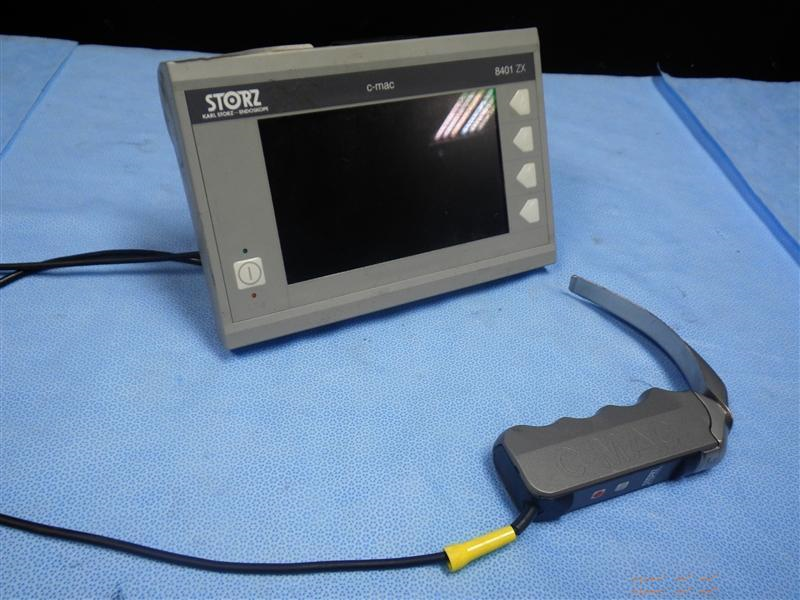 STORZ
KARL STORZ - ENDOSKOPE
c-mac
8401 ZX
C-MAC